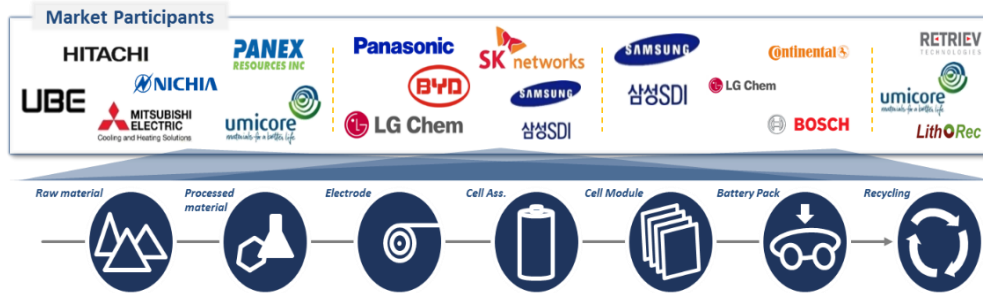 Market Participants
HITACHI
NICHIA
UBE
MITSUBISHI
ELECTRIC
Cooling and Heating Solutions
PANEX
RESOURCES INC
umicore
materials for a better life
Panasonic
BYD
LG Chem
SK networks
SAMSUNG
삼성SDI
SAMSUNG
삼성SDI
Continental
LG Chem
BOSCH
RETRIEV
TECHNOLOGIES
umicore
materials for a better life
LithoRec
Raw material
Processed
material
Electrode
Cell Ass.
Cell Module
Battery Pack
Recycling